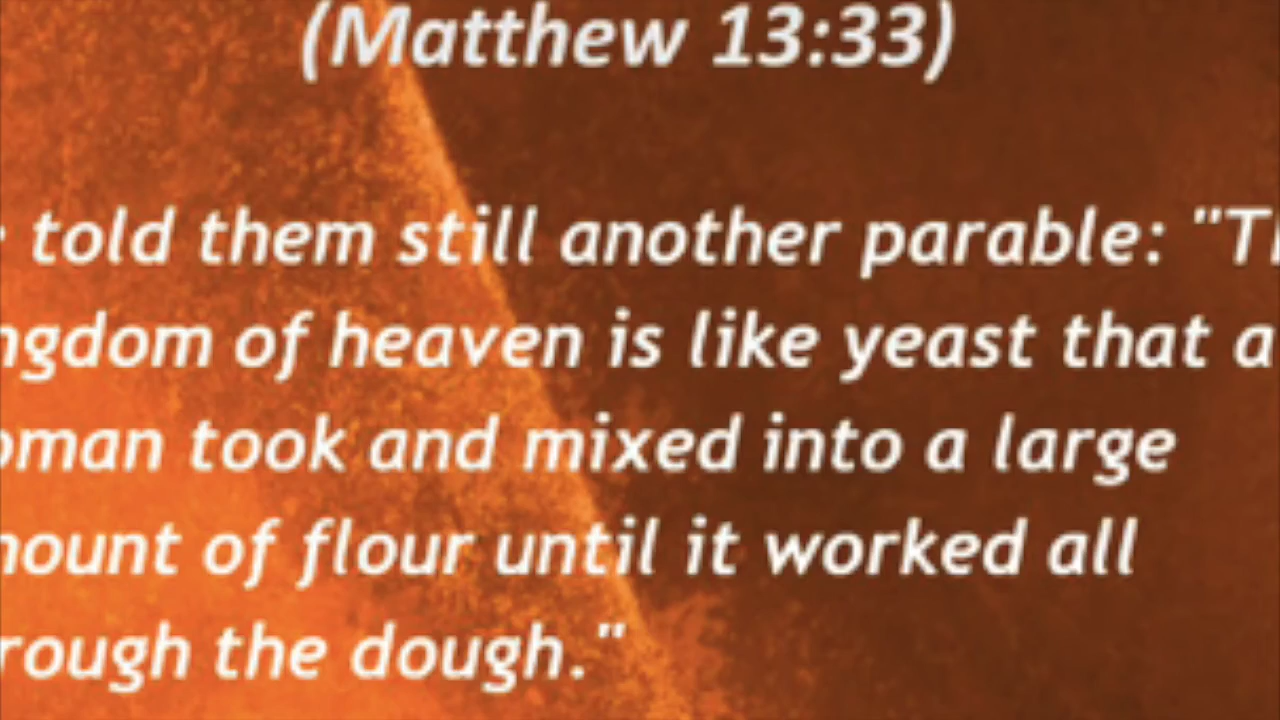 (Matthew 13:33)
told them still another parable: "Th
ngdom of heaven is like yeast that a
oman took and mixed into a large
nount of flour until it worked all
rough the dough."